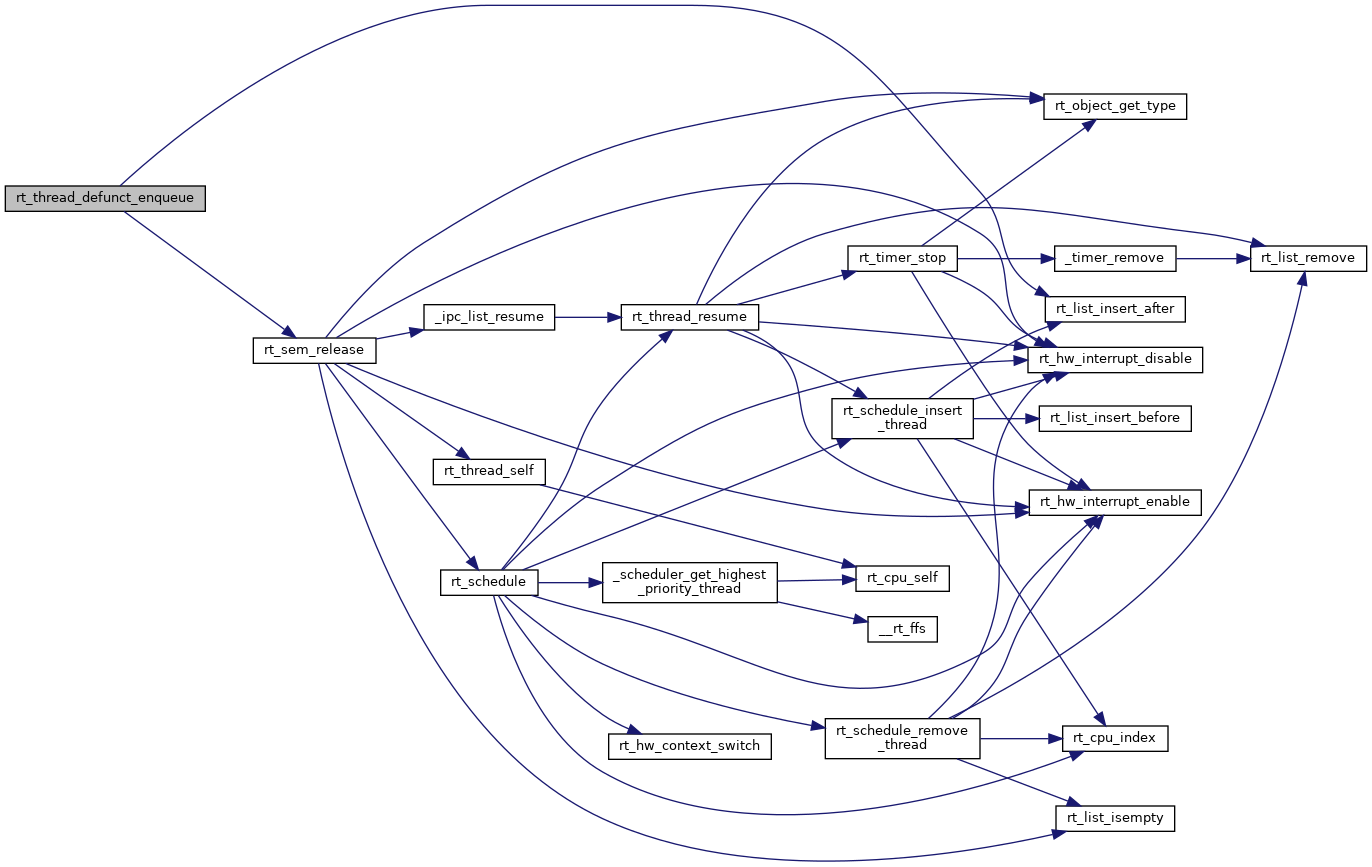 rt_object_get_type
rt_thread_defunct_enqueue
rt_timer_stop
_timer_remove
rt_list_remove
rt_list_insert_after
_ipc_list_resume
rt_thread_resume
rt_sem_release
rt_hw_interrupt_disable
rt_schedule_insert
_thread
rt_list_insert_before
rt_thread_self
rt_hw_interrupt_enable
rt_schedule
_scheduler_get_highest
_priority_thread
rt_cpu_self
__rt_ffs
rt_hw_context_switch
rt_schedule_remove
_thread
rt_cpu_index
rt_list_isempty